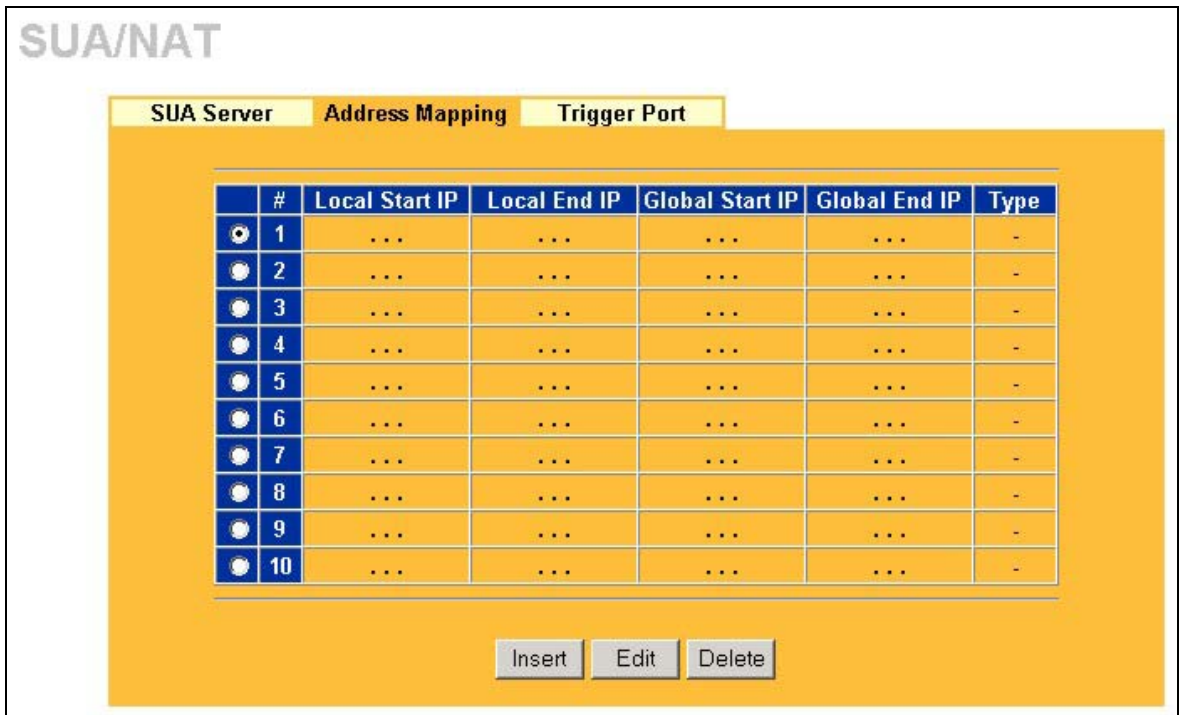 SUA/NAT
SUA Server Address Mapping Trigger Port
# Local Start IP Local End IP Global Start IP Global End IP Type
1 . . . . . . . . . . . . -
2 . . . . . . . . . . . . -
3 . . . . . . . . . . . . -
4 . . . . . . . . . . . . -
5 . . . . . . . . . . . . -
6 . . . . . . . . . . . . -
7 . . . . . . . . . . . . -
8 . . . . . . . . . . . . -
9 . . . . . . . . . . . . -
10 . . . . . . . . . . . . -
Insert Edit Delete